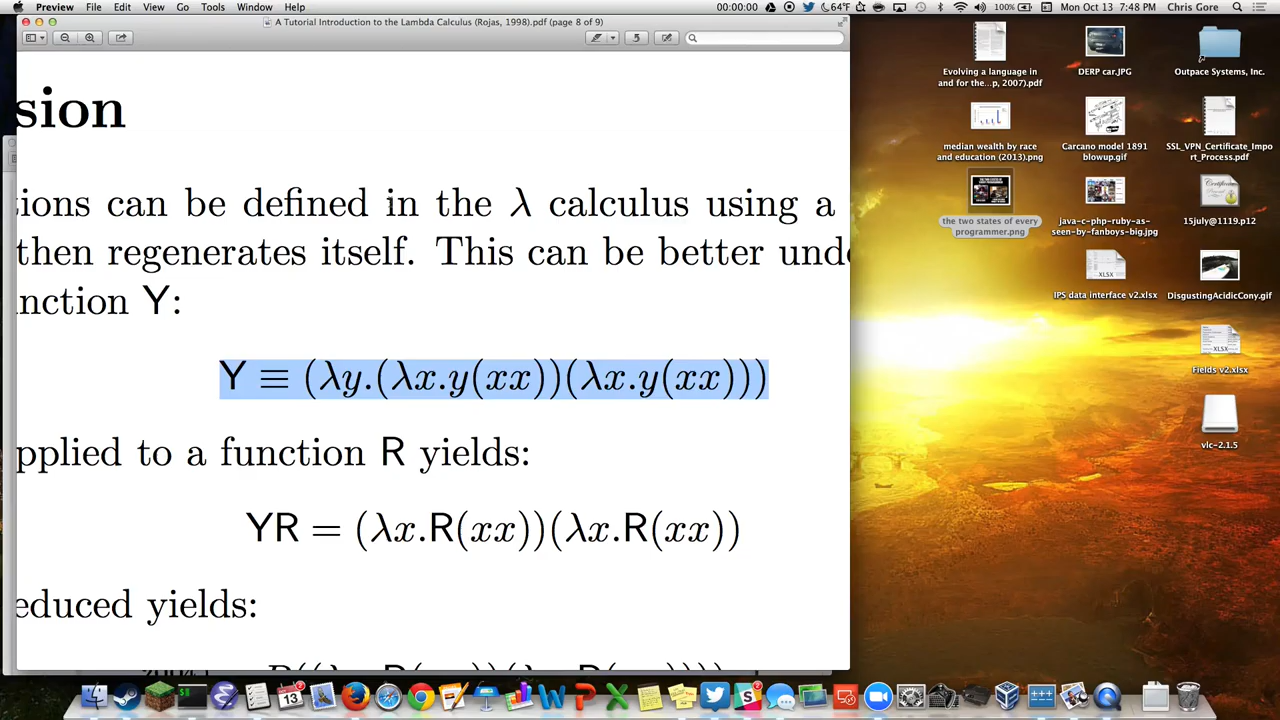 Preview File Edit View Go Tools Window Help
00:00:00 64°F 100% Mon Oct 13 7:48 PM Chris Gore
A Tutorial Introduction to the Lambda Calculus (Rojas, 1998).pdf (page 8 of 9)
sion
tions can be defined in the λ calculus using a
then regenerates itself. This can be better unde
nction Y:
Y ≡ (λy.(λx.y(xx))(λx.y(xx)))
pplied to a function R yields:
YR = (λx.R(xx))(λx.R(xx))
educed yields:
Evolving a language in
and for the...p, 2007).pdf
DERP car.JPG
Outpace Systems, Inc.
median wealth by race
and education (2013).png
Carcano model 1891
blowup.gif
SSL_VPN_Certificate_Impo
rt_Process.pdf
the two states of every
programmer.png
java-c-php-ruby-as-
seen-by-fanboys-big.jpg
15july@1119.p12
XLSX
IPS data interface v2.xlsx
DisgustingAcidicCony.gif
XLSX
Fields v2.xlsx
vlc-2.1.5